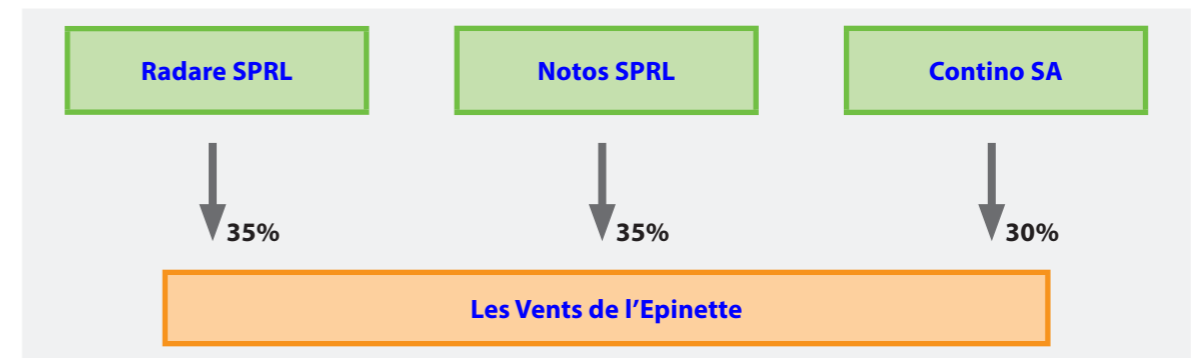 Radare SPRL
Notos SPRL
Contino SA
35%
35%
30%
Les Vents de l’Epinette